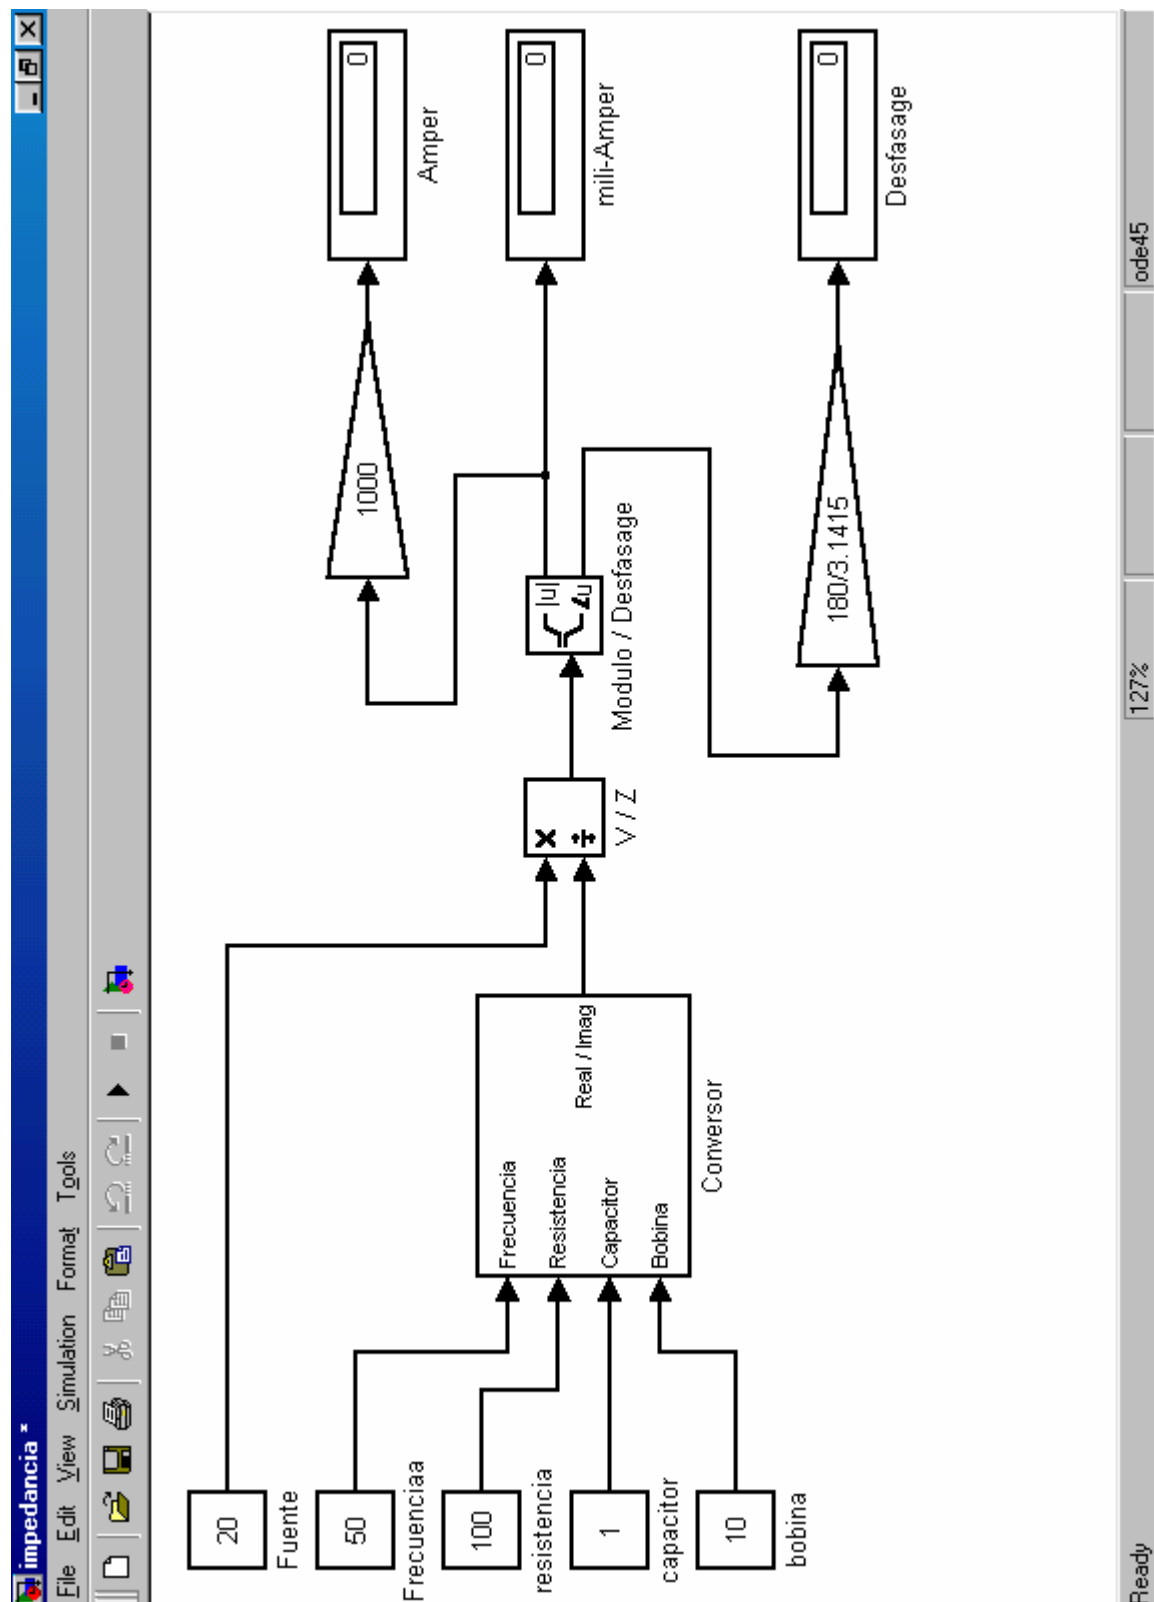 impedancia *
File Edit View Simulation Format Tools
20
Fuente
50
Frecuenciaa
100
resistencia
1
capacitor
10
bobina
Frecuencia
Resistencia
Capacitor
Bobina
Real / Imag
Conversor
V / Z
|u|
∠u
Modulo / Desfasage
1000
180/3.1415
0
Amper
0
mili-Amper
0
Desfasage
Ready
127%
ode45